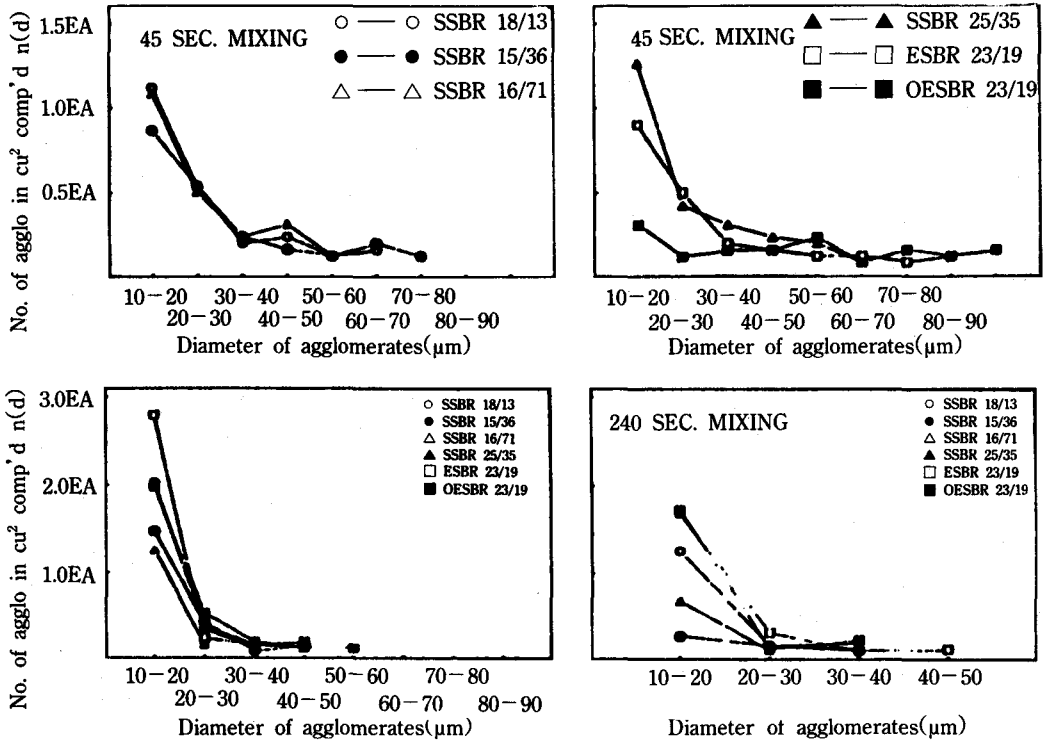 No. of agglo in cu² comp'd n(d)
1.5EA
1.0EA
0.5EA
45 SEC. MIXING
SSBR 18/13
SSBR 15/36
SSBR 16/71
10－20 30－40 50－60 70－80
20－30 40－50 60－70 80－90
Diameter of agglomerates(µm)
45 SEC. MIXING
SSBR 25/35
ESBR 23/19
OESBR 23/19
10－20 30－40 50－60 70－80
20－30 40－50 60－70 80－90
Diameter of agglomerates(µm)
No. of agglo in cu² comp'd n(d)
3.0EA
2.0EA
1.0EA
SSBR 18/13
SSBR 15/36
SSBR 16/71
SSBR 25/35
ESBR 23/19
OESBR 23/19
10－20 30－40 50－60 70－80
20－30 40－50 60－70 80－90
Diameter of agglomerates(µm)
240 SEC. MIXING
SSBR 18/13
SSBR 15/36
SSBR 16/71
SSBR 25/35
ESBR 23/19
OESBR 23/19
10－20 20－30 30－40 40－50
Diameter of agglomerates(µm)